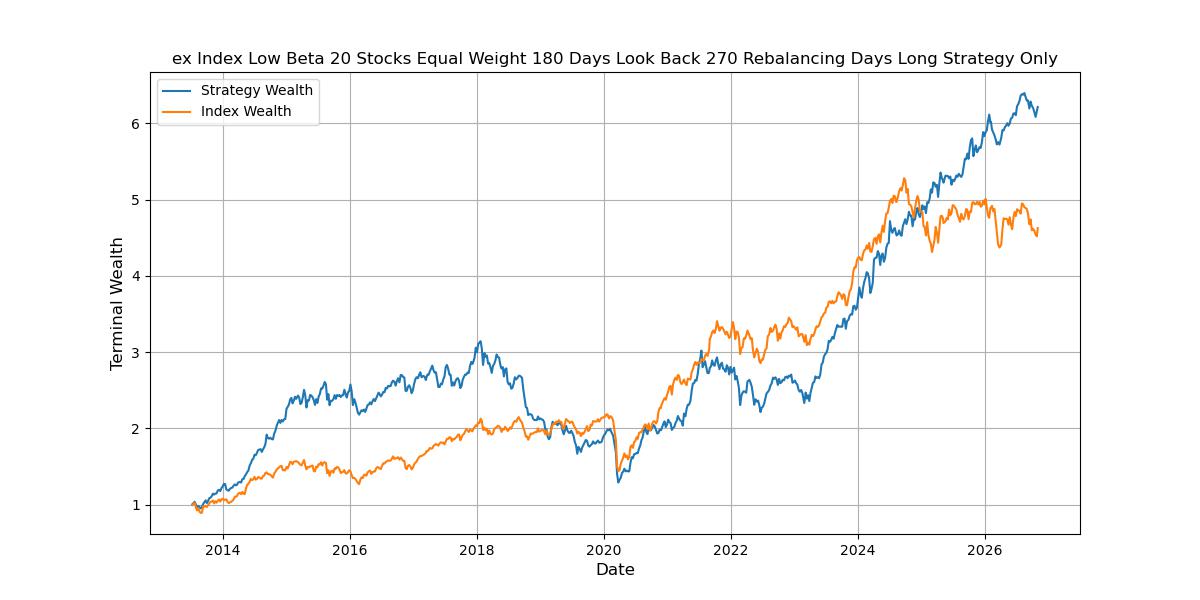 ex Index Low Beta 20 Stocks Equal Weight 180 Days Look Back 270 Rebalancing Days Long Strategy Only
Strategy Wealth
Index Wealth
Terminal Wealth
6
5
4
3
2
1
2014 2016 2018 2020 2022 2024 2026
Date